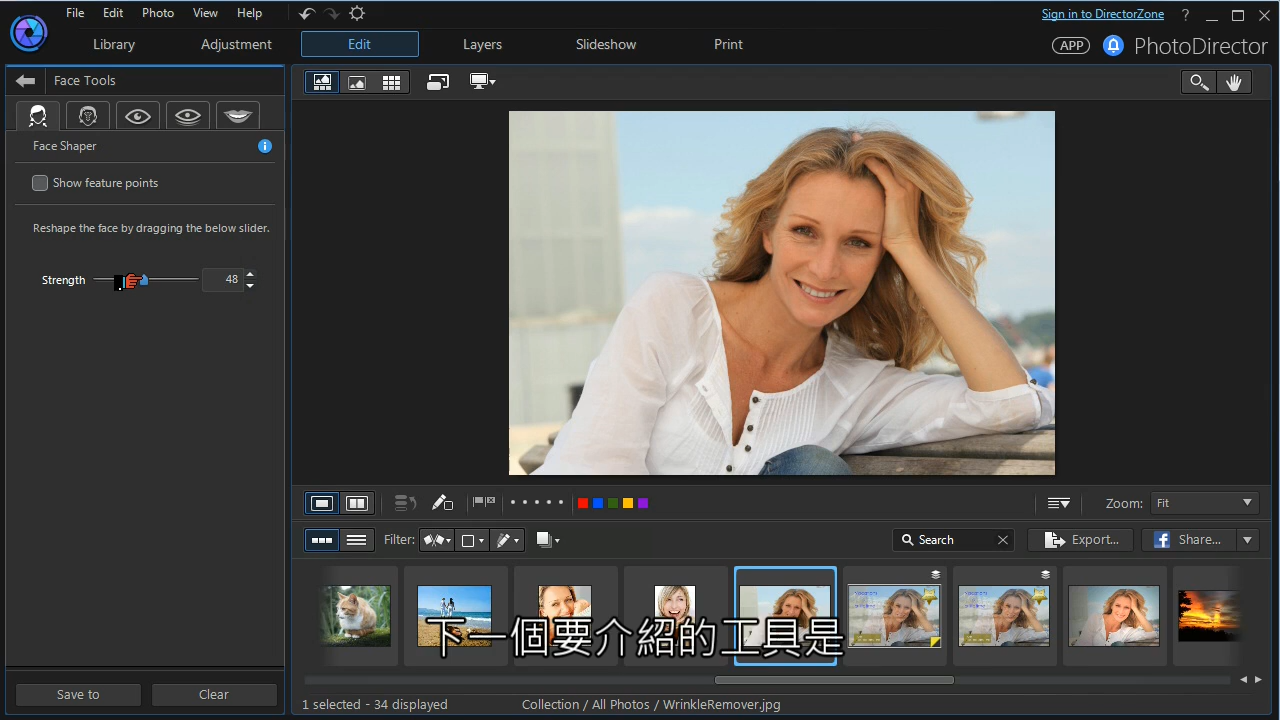 File Edit Photo View Help
Sign in to DirectorZone ?
Library Adjustment Edit Layers Slideshow Print
APP PhotoDirector
Face Tools
Face Shaper
Show feature points
Reshape the face by dragging the below slider.
Strength 48
Zoom: Fit
Filter: Search Export... Share...
下一個要介紹的工具是
Save to Clear
1 selected - 34 displayed Collection / All Photos / WrinkleRemover.jpg